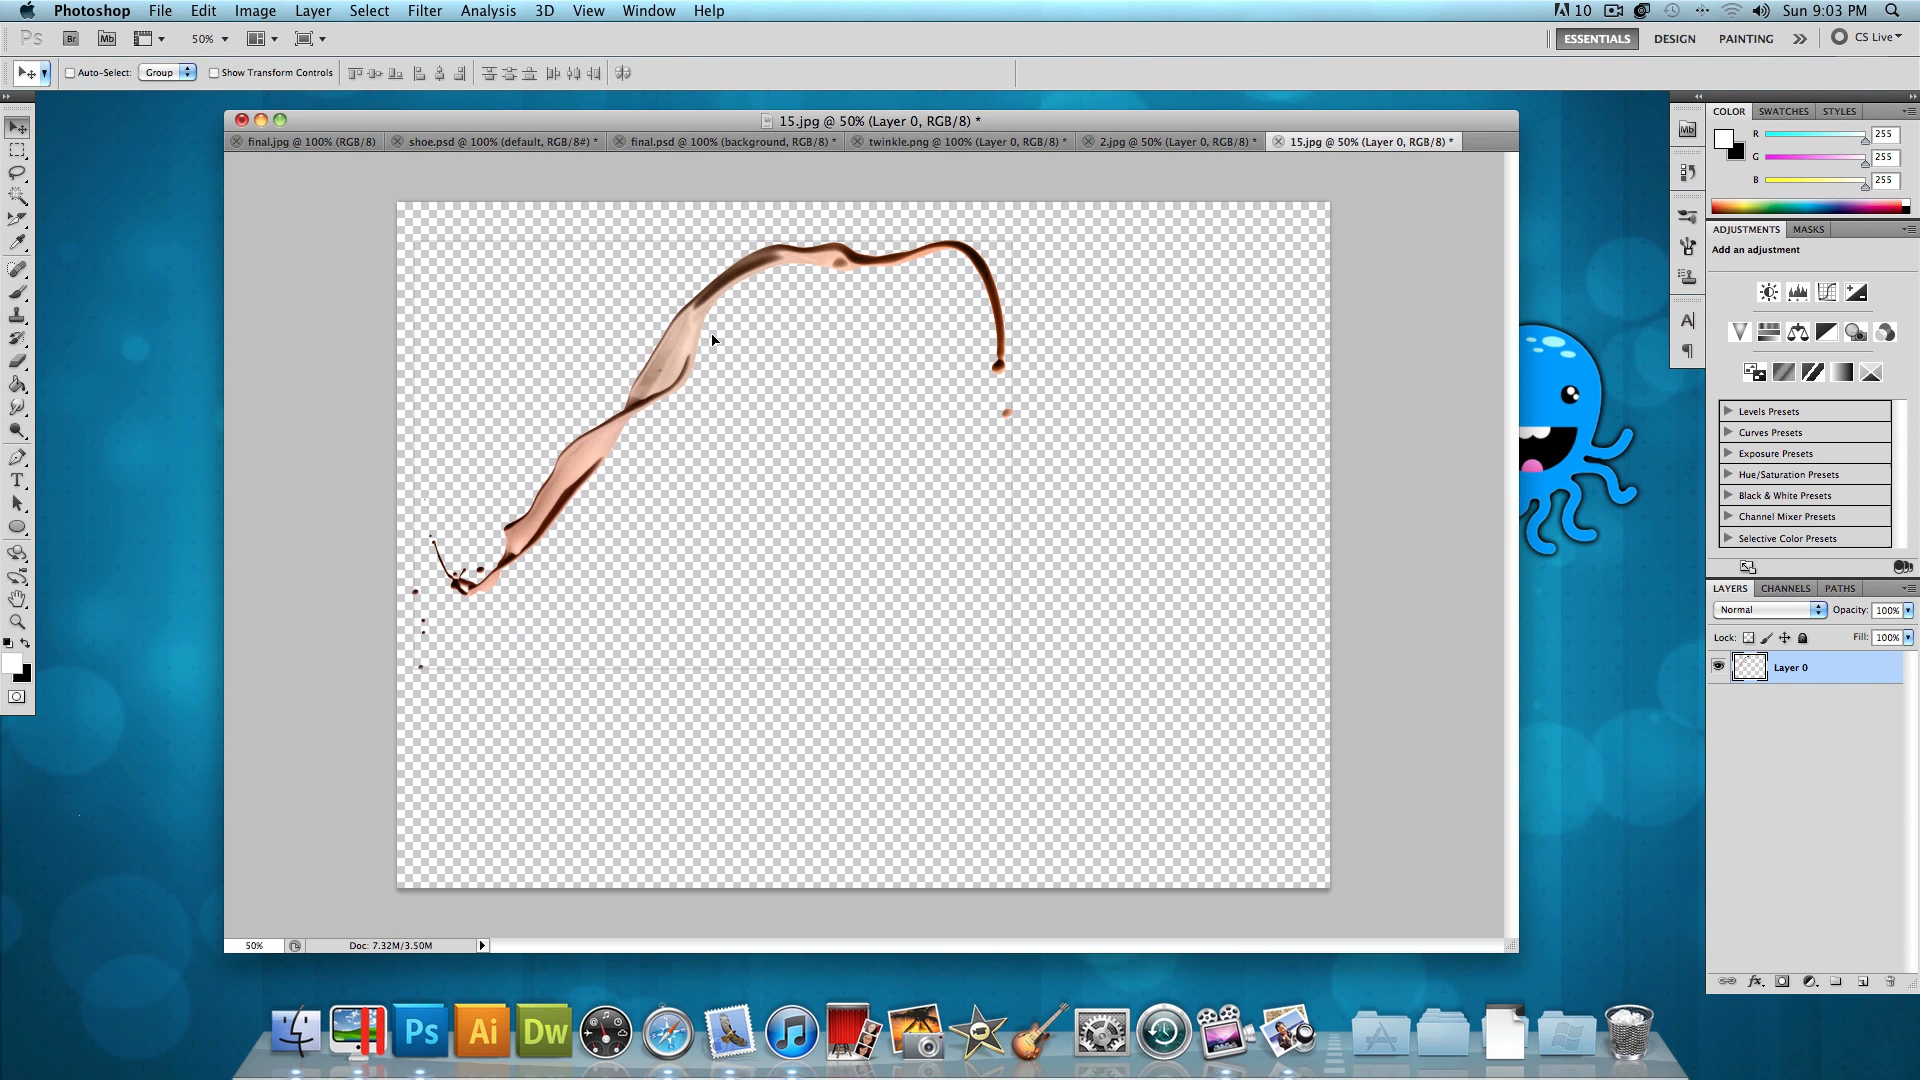 Photoshop File Edit Image Layer Select Filter Analysis 3D View Window Help 10 Sun 9:03 PM
Ps Br Mb 50% ESSENTIALS DESIGN PAINTING CS Live
Auto-Select: Group Show Transform Controls
15.jpg @ 50% (Layer 0, RGB/8) *
final.jpg @ 100% (RGB/8) shoe.psd @ 100% (default, RGB/8#) * final.psd @ 100% (background, RGB/8) * twinkle.png @ 100% (Layer 0, RGB/8) * 2.jpg @ 50% (Layer 0, RGB/8) * 15.jpg @ 50% (Layer 0, RGB/8) *
COLOR SWATCHES STYLES
Mb
R 255
G 255
B 255
ADJUSTMENTS MASKS
Add an adjustment
Levels Presets
Curves Presets
Exposure Presets
Hue/Saturation Presets
Black & White Presets
Channel Mixer Presets
Selective Color Presets
LAYERS CHANNELS PATHS
Normal Opacity: 100%
Lock: Fill: 100%
Layer 0
50% Doc: 7.32M/3.50M
Ps Ai Dw